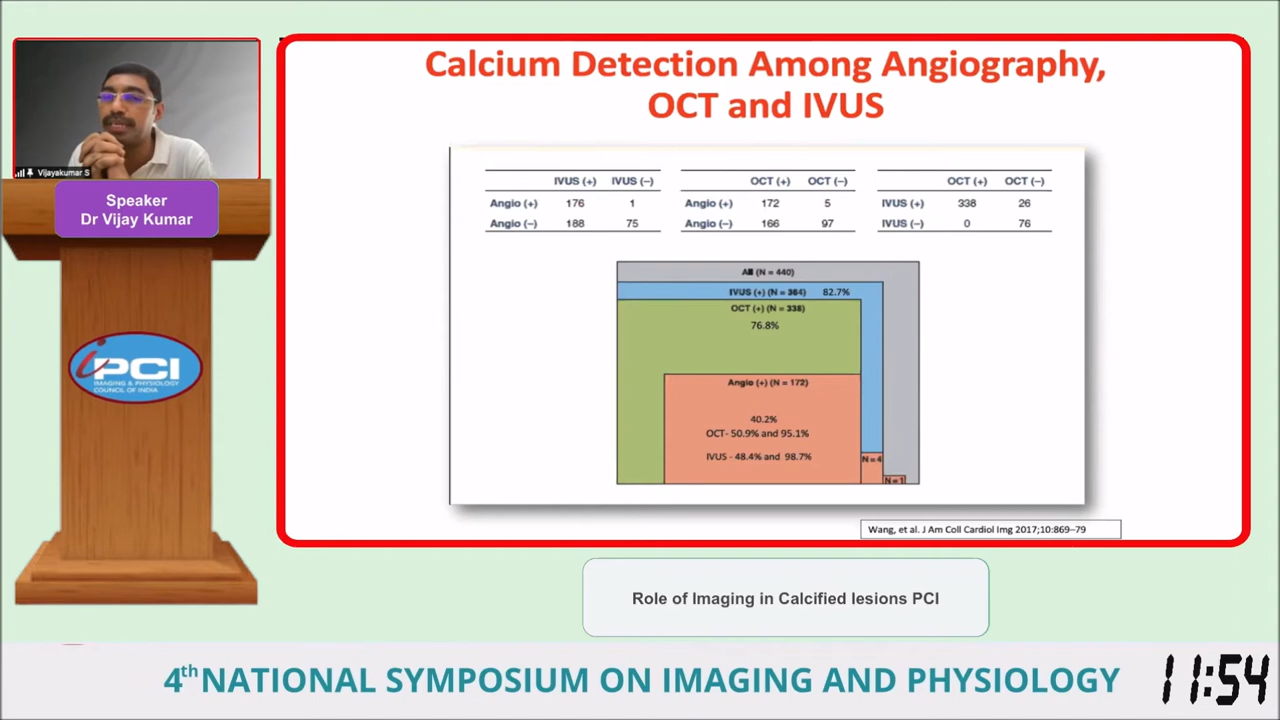 Calcium Detection Among Angiography,
OCT and IVUS
Vijayakumar S
Speaker
Dr Vijay Kumar
iPCI
IMAGING & PHYSIOLOGY
COUNCIL OF INDIA
IVUS (+) IVUS (–)
Angio (+) 176 1
Angio (–) 188 75
OCT (+) OCT (–)
Angio (+) 172 5
Angio (–) 166 97
OCT (+) OCT (–)
IVUS (+) 338 26
IVUS (–) 0 76
All (N = 440)
IVUS (+) (N = 364) 82.7%
OCT (+) (N = 338)
76.8%
Angio (+) (N = 172)
40.2%
OCT- 50.9% and 95.1%
IVUS - 48.4% and 98.7%
N = 4
N = 1
Wang, et al. J Am Coll Cardiol Img 2017;10:869–79
Role of Imaging in Calcified lesions PCI
4th NATIONAL SYMPOSIUM ON IMAGING AND PHYSIOLOGY
11:54